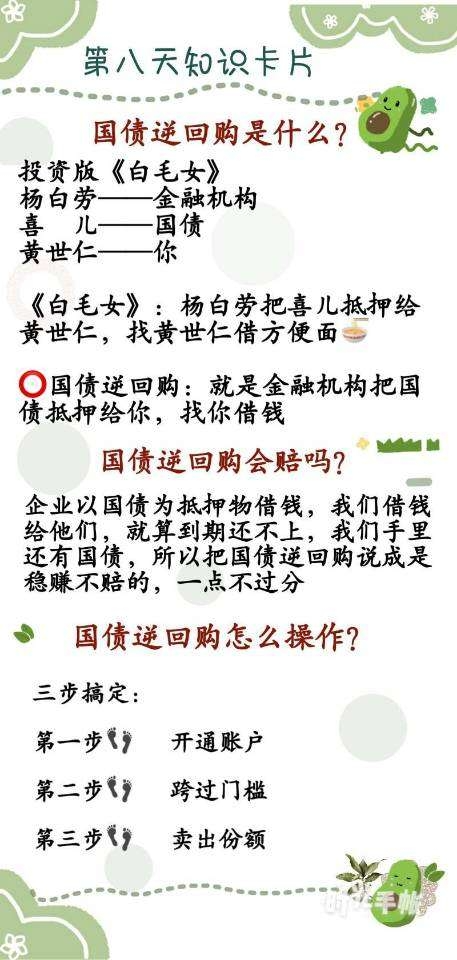 第八天知识卡片
国债逆回购是什么？
投资版《白毛女》
杨白劳——金融机构
喜　儿——国债
黄世仁——你
《白毛女》：杨白劳把喜儿抵押给
黄世仁，找黄世仁借方便面
国债逆回购：就是金融机构把国
债抵押给你，找你借钱
国债逆回购会赔吗？
企业以国债为抵押物借钱，我们借钱
给他们，就算到期还不上，我们手里
还有国债，所以把国债逆回购说成是
稳赚不赔的，一点不过分
国债逆回购怎么操作？
三步搞定：
第一步 开通账户
第二步 跨过门槛
第三步 卖出份额